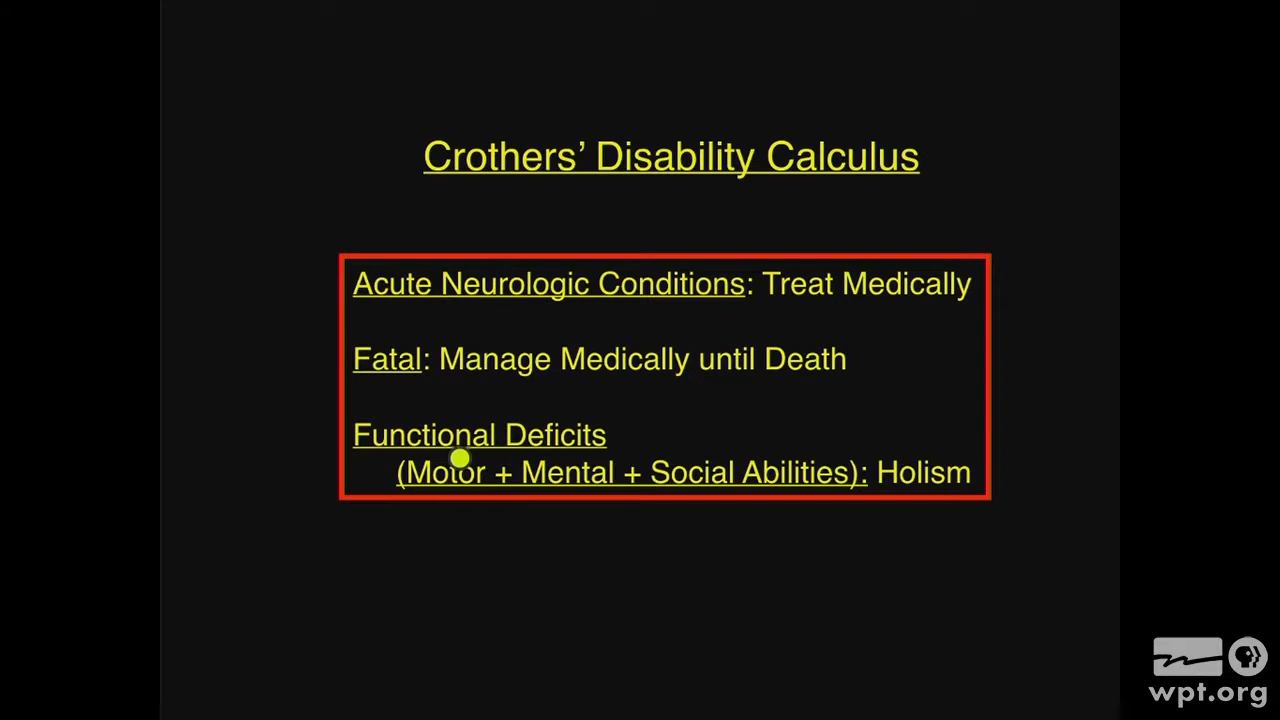 Crothers’ Disability Calculus
Acute Neurologic Conditions: Treat Medically
Fatal: Manage Medically until Death
Functional Deficits
(Motor + Mental + Social Abilities): Holism
wpt.org